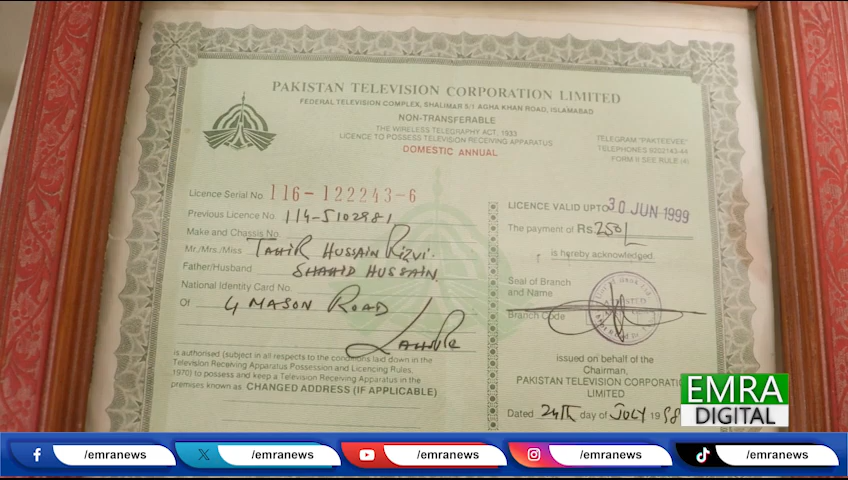 PAKISTAN TELEVISION CORPORATION LIMITED
FEDERAL TELEVISION COMPLEX, SHALIMAR 5/1 AGHA KHAN ROAD, ISLAMABAD
NON-TRANSFERABLE
THE WIRELESS TELEGRAPHY ACT, 1933
LICENCE TO POSSESS TELEVISION RECEIVING APPARATUS
DOMESTIC ANNUAL
TELEGRAM "PAKTEEVEE"
TELEPHONES 9202143-44
FORM II SEE RULE (4)
Licence Serial No 116-122243-6
Previous Licence No 114-5102981
Make and Chassis No.
Mr./Mrs./Miss TAHIR HUSSAIN RIZVI.
Father/Husband SHAHID HUSSAIN.
National Identity Card No.
Of 4 MASON ROAD
LAHORE
is authorised (subject in all respects to the conditions laid down in the
Television Receiving Apparatus Possession and Licencing Rules,
1970) to possess and keep a Television Receiving Apparatus in the
premises known as CHANGED ADDRESS (IF APPLICABLE)
LICENCE VALID UPTO 30 JUN 1999
The payment of Rs. 250/-
is hereby acknowledged.
Seal of Branch
and Name
Branch Code
issued on behalf of the
Chairman,
PAKISTAN TELEVISION CORPORATI
LIMITED
Dated 24th day of JULY 1998
EMRA
DIGITAL
/emranews
/emranews
/emranews
/emranews
/emranews